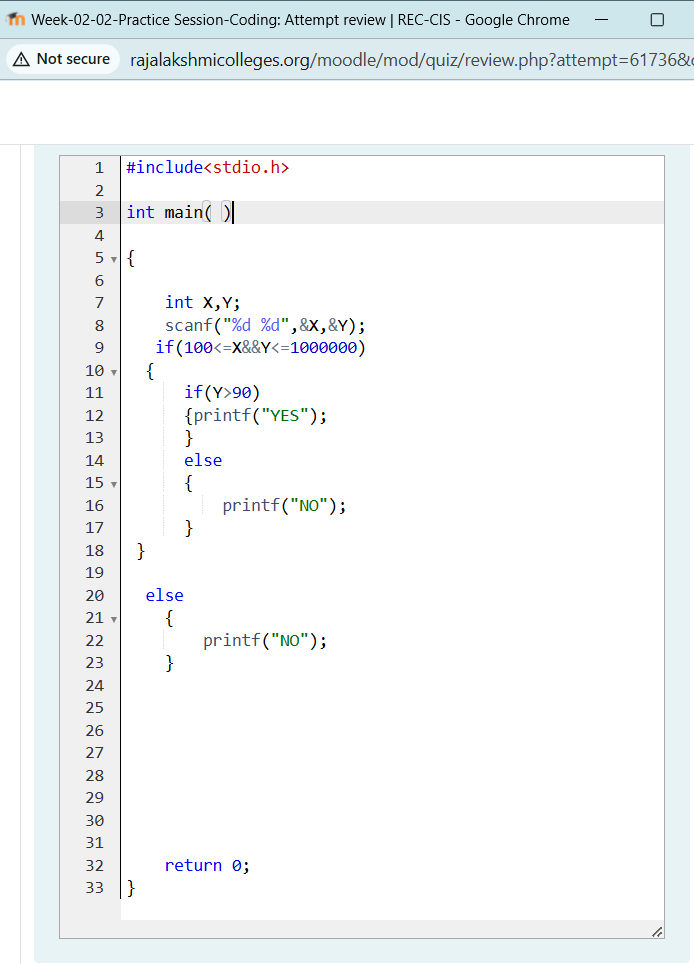 Week-02-02-Practice Session-Coding: Attempt review | REC-CIS - Google Chrome
Not secure rajalakshmicolleges.org/moodle/mod/quiz/review.php?attempt=61736&
1 #include<stdio.h>
2
3 int main( )
4
5 {
6
7     int X,Y;
8     scanf("%d %d",&X,&Y);
9    if(100<=X&&Y<=1000000)
10   {
11       if(Y>90)
12       {printf("YES");
13       }
14       else
15       {
16           printf("NO");
17       }
18  }
19
20   else
21     {
22         printf("NO");
23     }
24
25
26
27
28
29
30
31
32     return 0;
33 }